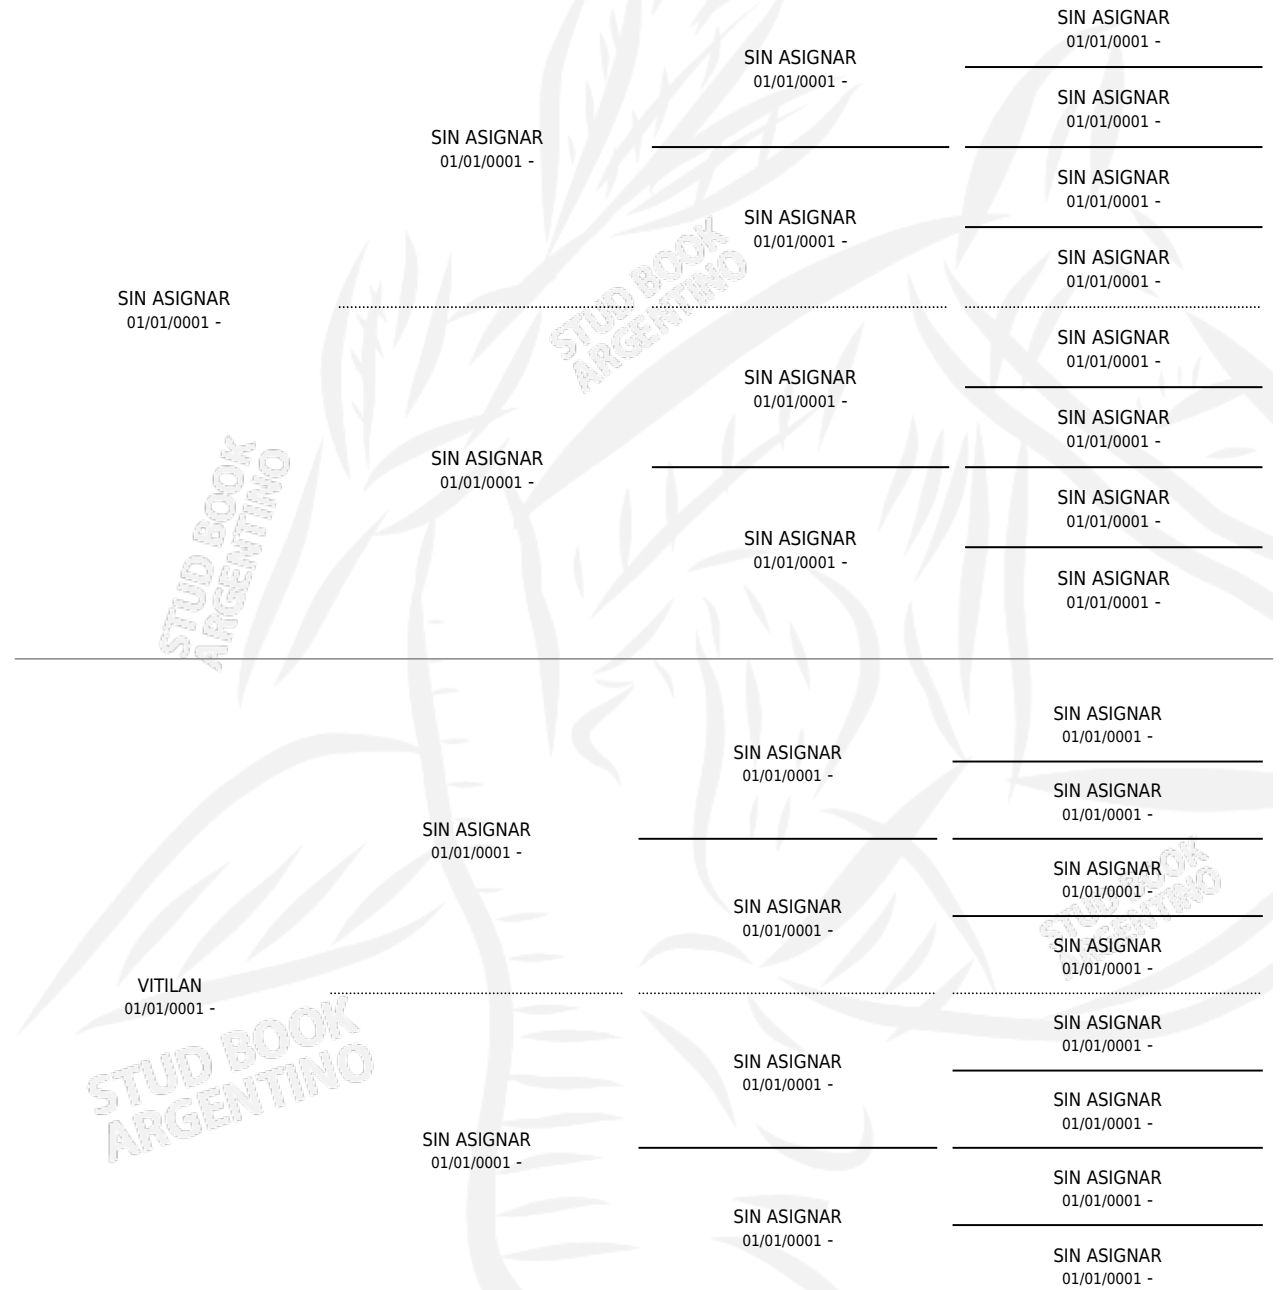 SIN ASIGNAR
01/01/0001 -
SIN ASIGNAR
01/01/0001 -
SIN ASIGNAR
01/01/0001 -
SIN ASIGNAR
01/01/0001 -
SIN ASIGNAR
01/01/0001 -
SIN ASIGNAR
01/01/0001 -
SIN ASIGNAR
01/01/0001 -
SIN ASIGNAR
01/01/0001 -
STUD BOOK
ARGENTINO
SIN ASIGNAR
01/01/0001 -
SIN ASIGNAR
01/01/0001 -
SIN ASIGNAR
01/01/0001 -
SIN ASIGNAR
01/01/0001 -
STUD BOOK
ARGENTINO
SIN ASIGNAR
01/01/0001 -
SIN ASIGNAR
01/01/0001 -
SIN ASIGNAR
01/01/0001 -
SIN ASIGNAR
01/01/0001 -
SIN ASIGNAR
01/01/0001 -
SIN ASIGNAR
01/01/0001 -
SIN ASIGNAR
01/01/0001 -
SIN ASIGNAR
01/01/0001 -
SIN ASIGNAR
01/01/0001 -
STUD BOOK
ARGENTINO
SIN ASIGNAR
01/01/0001 -
SIN ASIGNAR
01/01/0001 -
VITILAN
01/01/0001 -
STUD BOOK
ARGENTINO
SIN ASIGNAR
01/01/0001 -
SIN ASIGNAR
01/01/0001 -
SIN ASIGNAR
01/01/0001 -
SIN ASIGNAR
01/01/0001 -
SIN ASIGNAR
01/01/0001 -
SIN ASIGNAR
01/01/0001 -
SIN ASIGNAR
01/01/0001 -